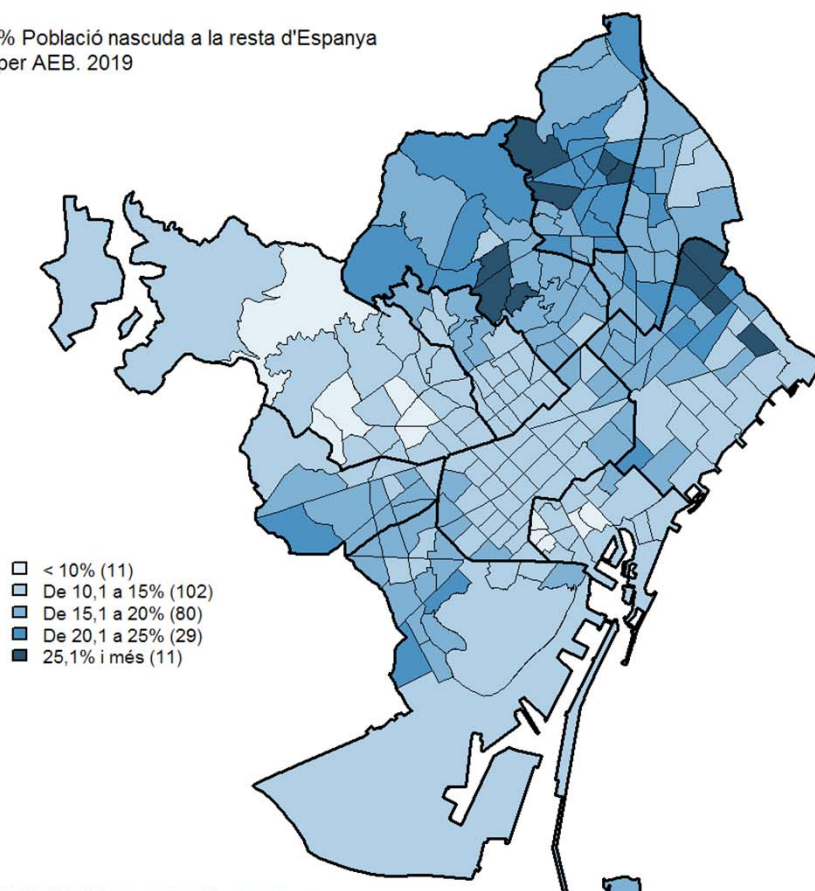 % Població nascuda a la resta d'Espanya
per AEB. 2019
< 10% (11)
De 10,1 a 15% (102)
De 15,1 a 20% (80)
De 20,1 a 25% (29)
25,1% i més (11)